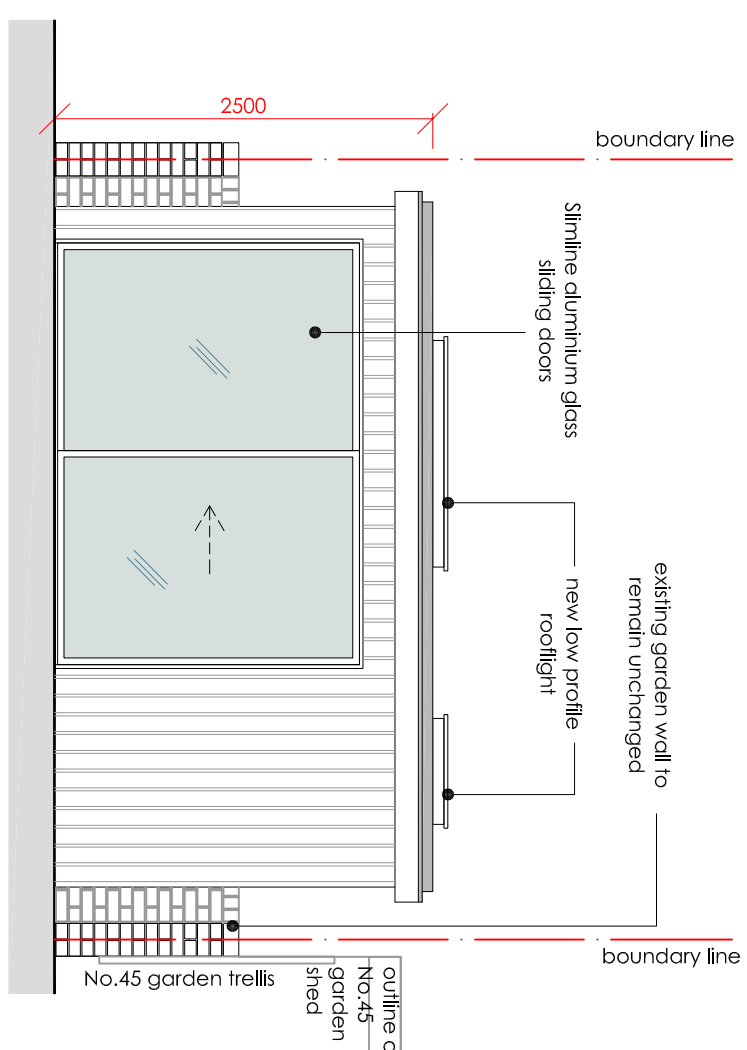 2500
boundary line
Slimline aluminium glass
sliding doors
new low profile
rooflight
existing garden wall to
remain unchanged
boundary line
No.45 garden trellis
outline
No.45
garden
shed